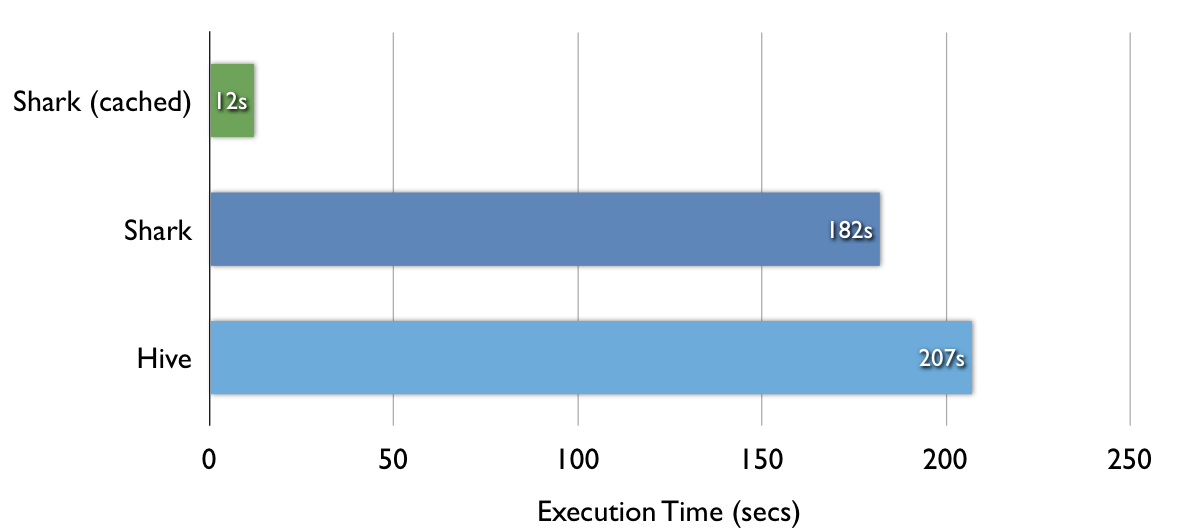 Shark (cached)
12s
Shark
182s
Hive
207s
0 50 100 150 200 250
Execution Time (secs)